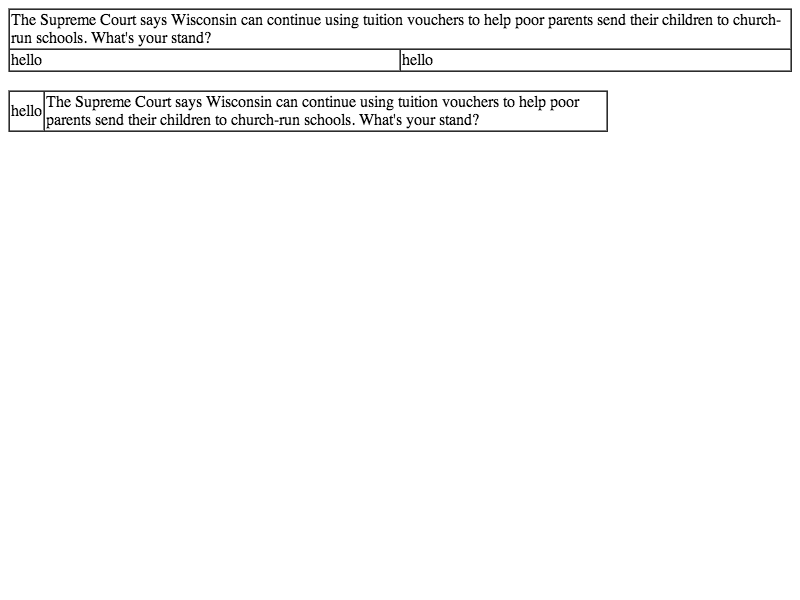 The Supreme Court says Wisconsin can continue using tuition vouchers to help poor parents send their children to church-
run schools. What's your stand?
hello hello
hello The Supreme Court says Wisconsin can continue using tuition vouchers to help poor
parents send their children to church-run schools. What's your stand?